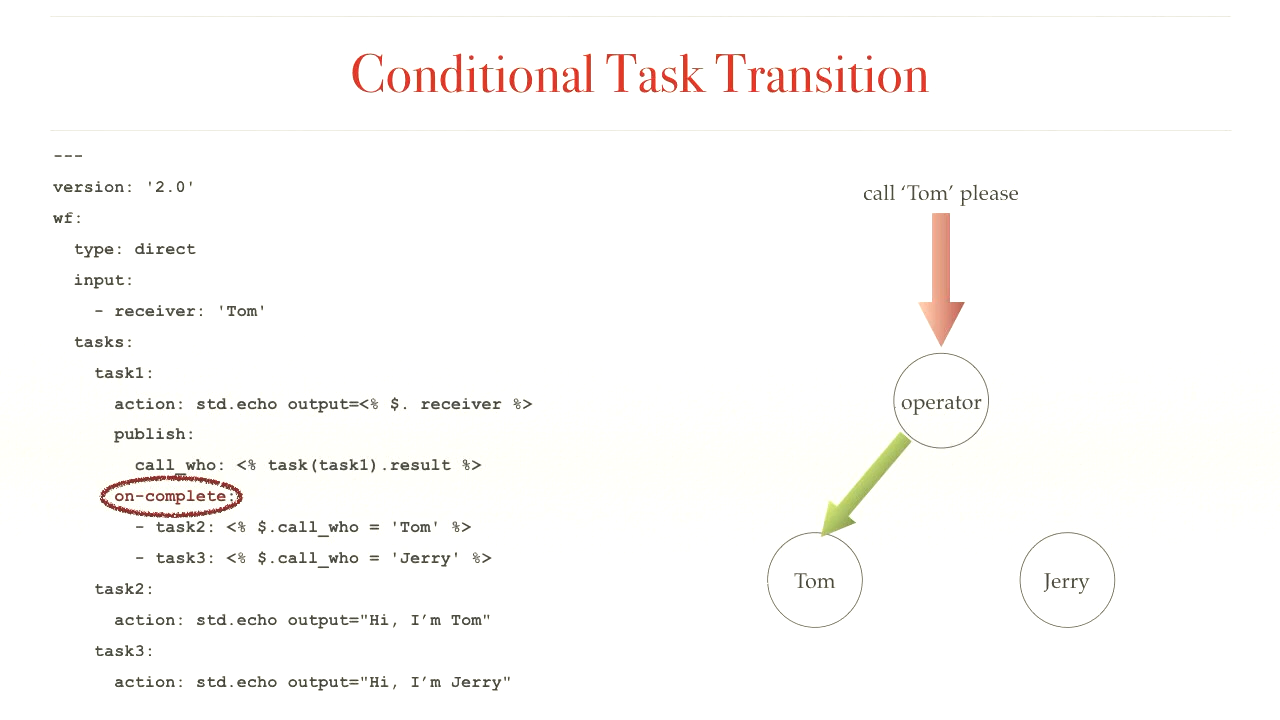 Conditional Task Transition
---
version: '2.0'
wf:
  type: direct
  input:
    - receiver: 'Tom'
  tasks:
    task1:
      action: std.echo output=<% $. receiver %>
      publish:
        call_who: <% task(task1).result %>
      on-complete:
        - task2: <% $.call_who = 'Tom' %>
        - task3: <% $.call_who = 'Jerry' %>
    task2:
      action: std.echo output="Hi, I’m Tom"
    task3:
      action: std.echo output="Hi, I’m Jerry"
call ‘Tom’ please
operator
Tom
Jerry